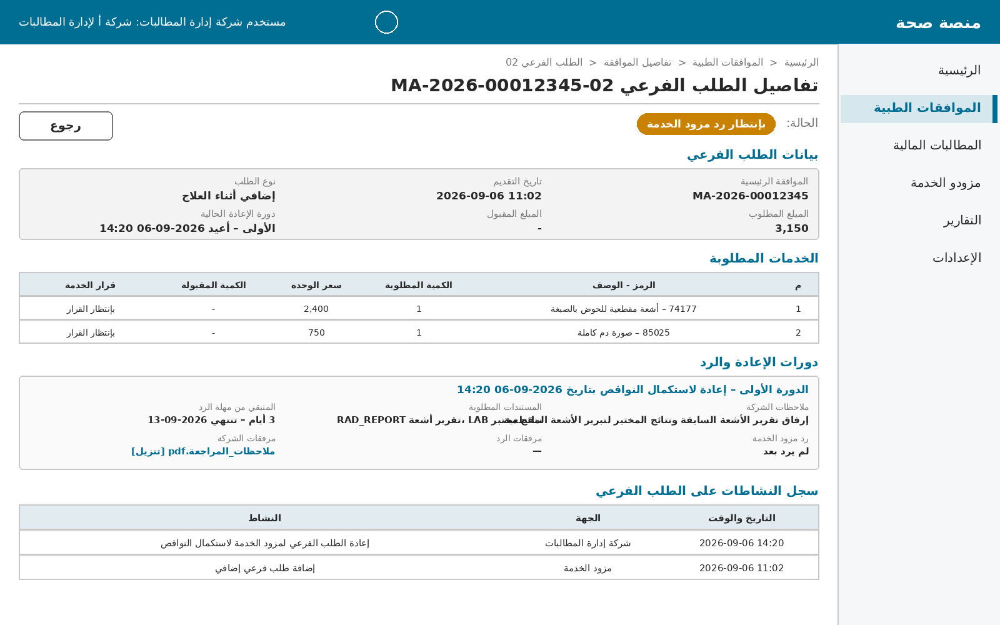 منصة صحة
مستخدم شركة إدارة المطالبات: شركة أ لإدارة المطالبات
الرئيسية
الموافقات الطبية
المطالبات المالية
مزودو الخدمة
التقارير
الإعدادات
الرئيسية < الموافقات الطبية < تفاصيل الموافقة < الطلب الفرعي 02
تفاصيل الطلب الفرعي MA-2026-00012345-02
الحالة: بإنتظار رد مزود الخدمة
رجوع
بيانات الطلب الفرعي
الموافقة الرئيسية تاريخ التقديم نوع الطلب
MA-2026-00012345 2026-09-06 11:02 إضافي أثناء العلاج
المبلغ المطلوب المبلغ المقبول دورة الإعادة الحالية
3,150 - الأولى – أعيد 2026-09-06 14:20
الخدمات المطلوبة
م الرمز - الوصف الكمية المطلوبة سعر الوحدة الكمية المقبولة قرار الخدمة
1 74177 – أشعة مقطعية للحوض بالصبغة 1 2,400 - بإنتظار القرار
2 85025 – صورة دم كاملة 1 750 - بإنتظار القرار
دورات الإعادة والرد
الدورة الأولى – إعادة لاستكمال النواقص بتاريخ 2026-09-06 14:20
ملاحظات الشركة المستندات المطلوبة المتبقي من مهلة الرد
إرفاق تقرير الأشعة السابقة ونتائج المختبر لتبرير الأشعة المقطعية نتائج مختبر LAB، تقرير أشعة RAD_REPORT 3 أيام – تنتهي 2026-09-13
رد مزود الخدمة مرفقات الرد مرفقات الشركة
لم يرد بعد — ملاحظات_المراجعة.pdf [تنزيل]
سجل النشاطات على الطلب الفرعي
التاريخ والوقت الجهة النشاط
2026-09-06 14:20 شركة إدارة المطالبات إعادة الطلب الفرعي لمزود الخدمة لاستكمال النواقص
2026-09-06 11:02 مزود الخدمة إضافة طلب فرعي إضافي